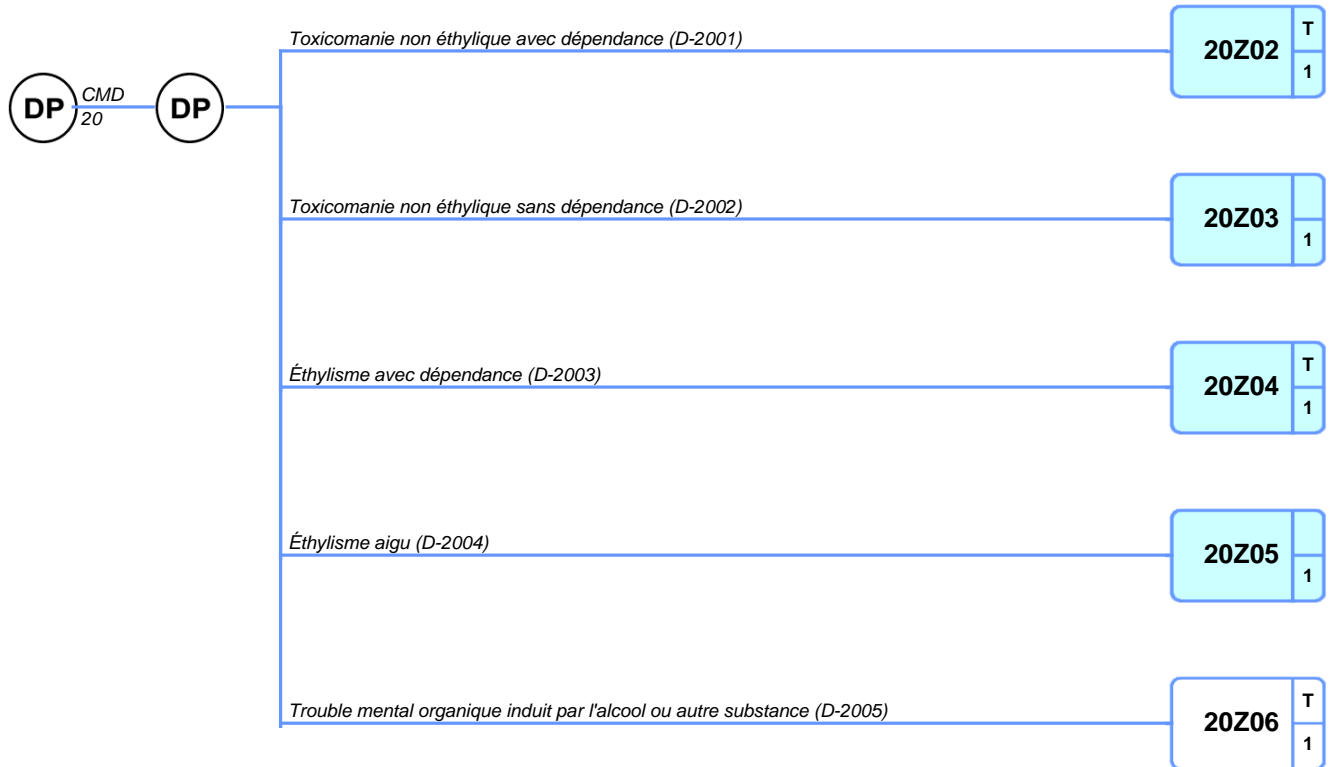 Toxicomanie non éthylique avec dépendance (D-2001)
20Z02
T
1
DP
CMD
20
DP
Toxicomanie non éthylique sans dépendance (D-2002)
20Z03
1
Éthylisme avec dépendance (D-2003)
20Z04
T
1
Éthylisme aigu (D-2004)
20Z05
1
Trouble mental organique induit par l'alcool ou autre substance (D-2005)
20Z06
T
1